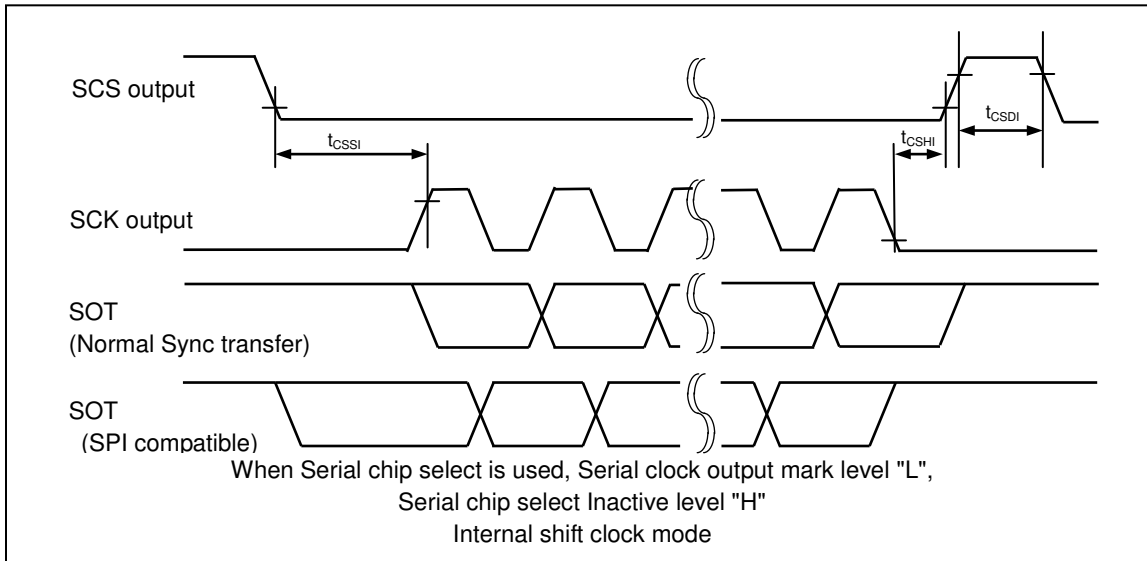 SCS output
tCSSI
tCSHI
tCSDI
SCK output
SOT
(Normal Sync transfer)
SOT
(SPI compatible)
When Serial chip select is used, Serial clock output mark level "L",
Serial chip select Inactive level "H"
Internal shift clock mode